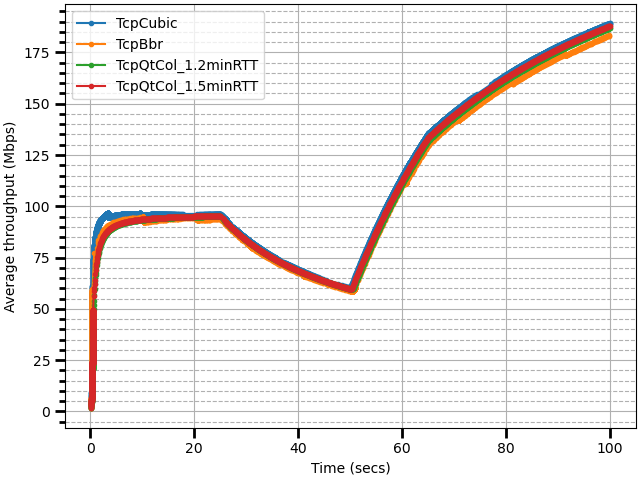 TcpCubic
TcpBbr
TcpQtCol_1.2minRTT
TcpQtCol_1.5minRTT
Average throughput (Mbps)
175
150
125
100
75
50
25
0
0 20 40 60 80 100
Time (secs)